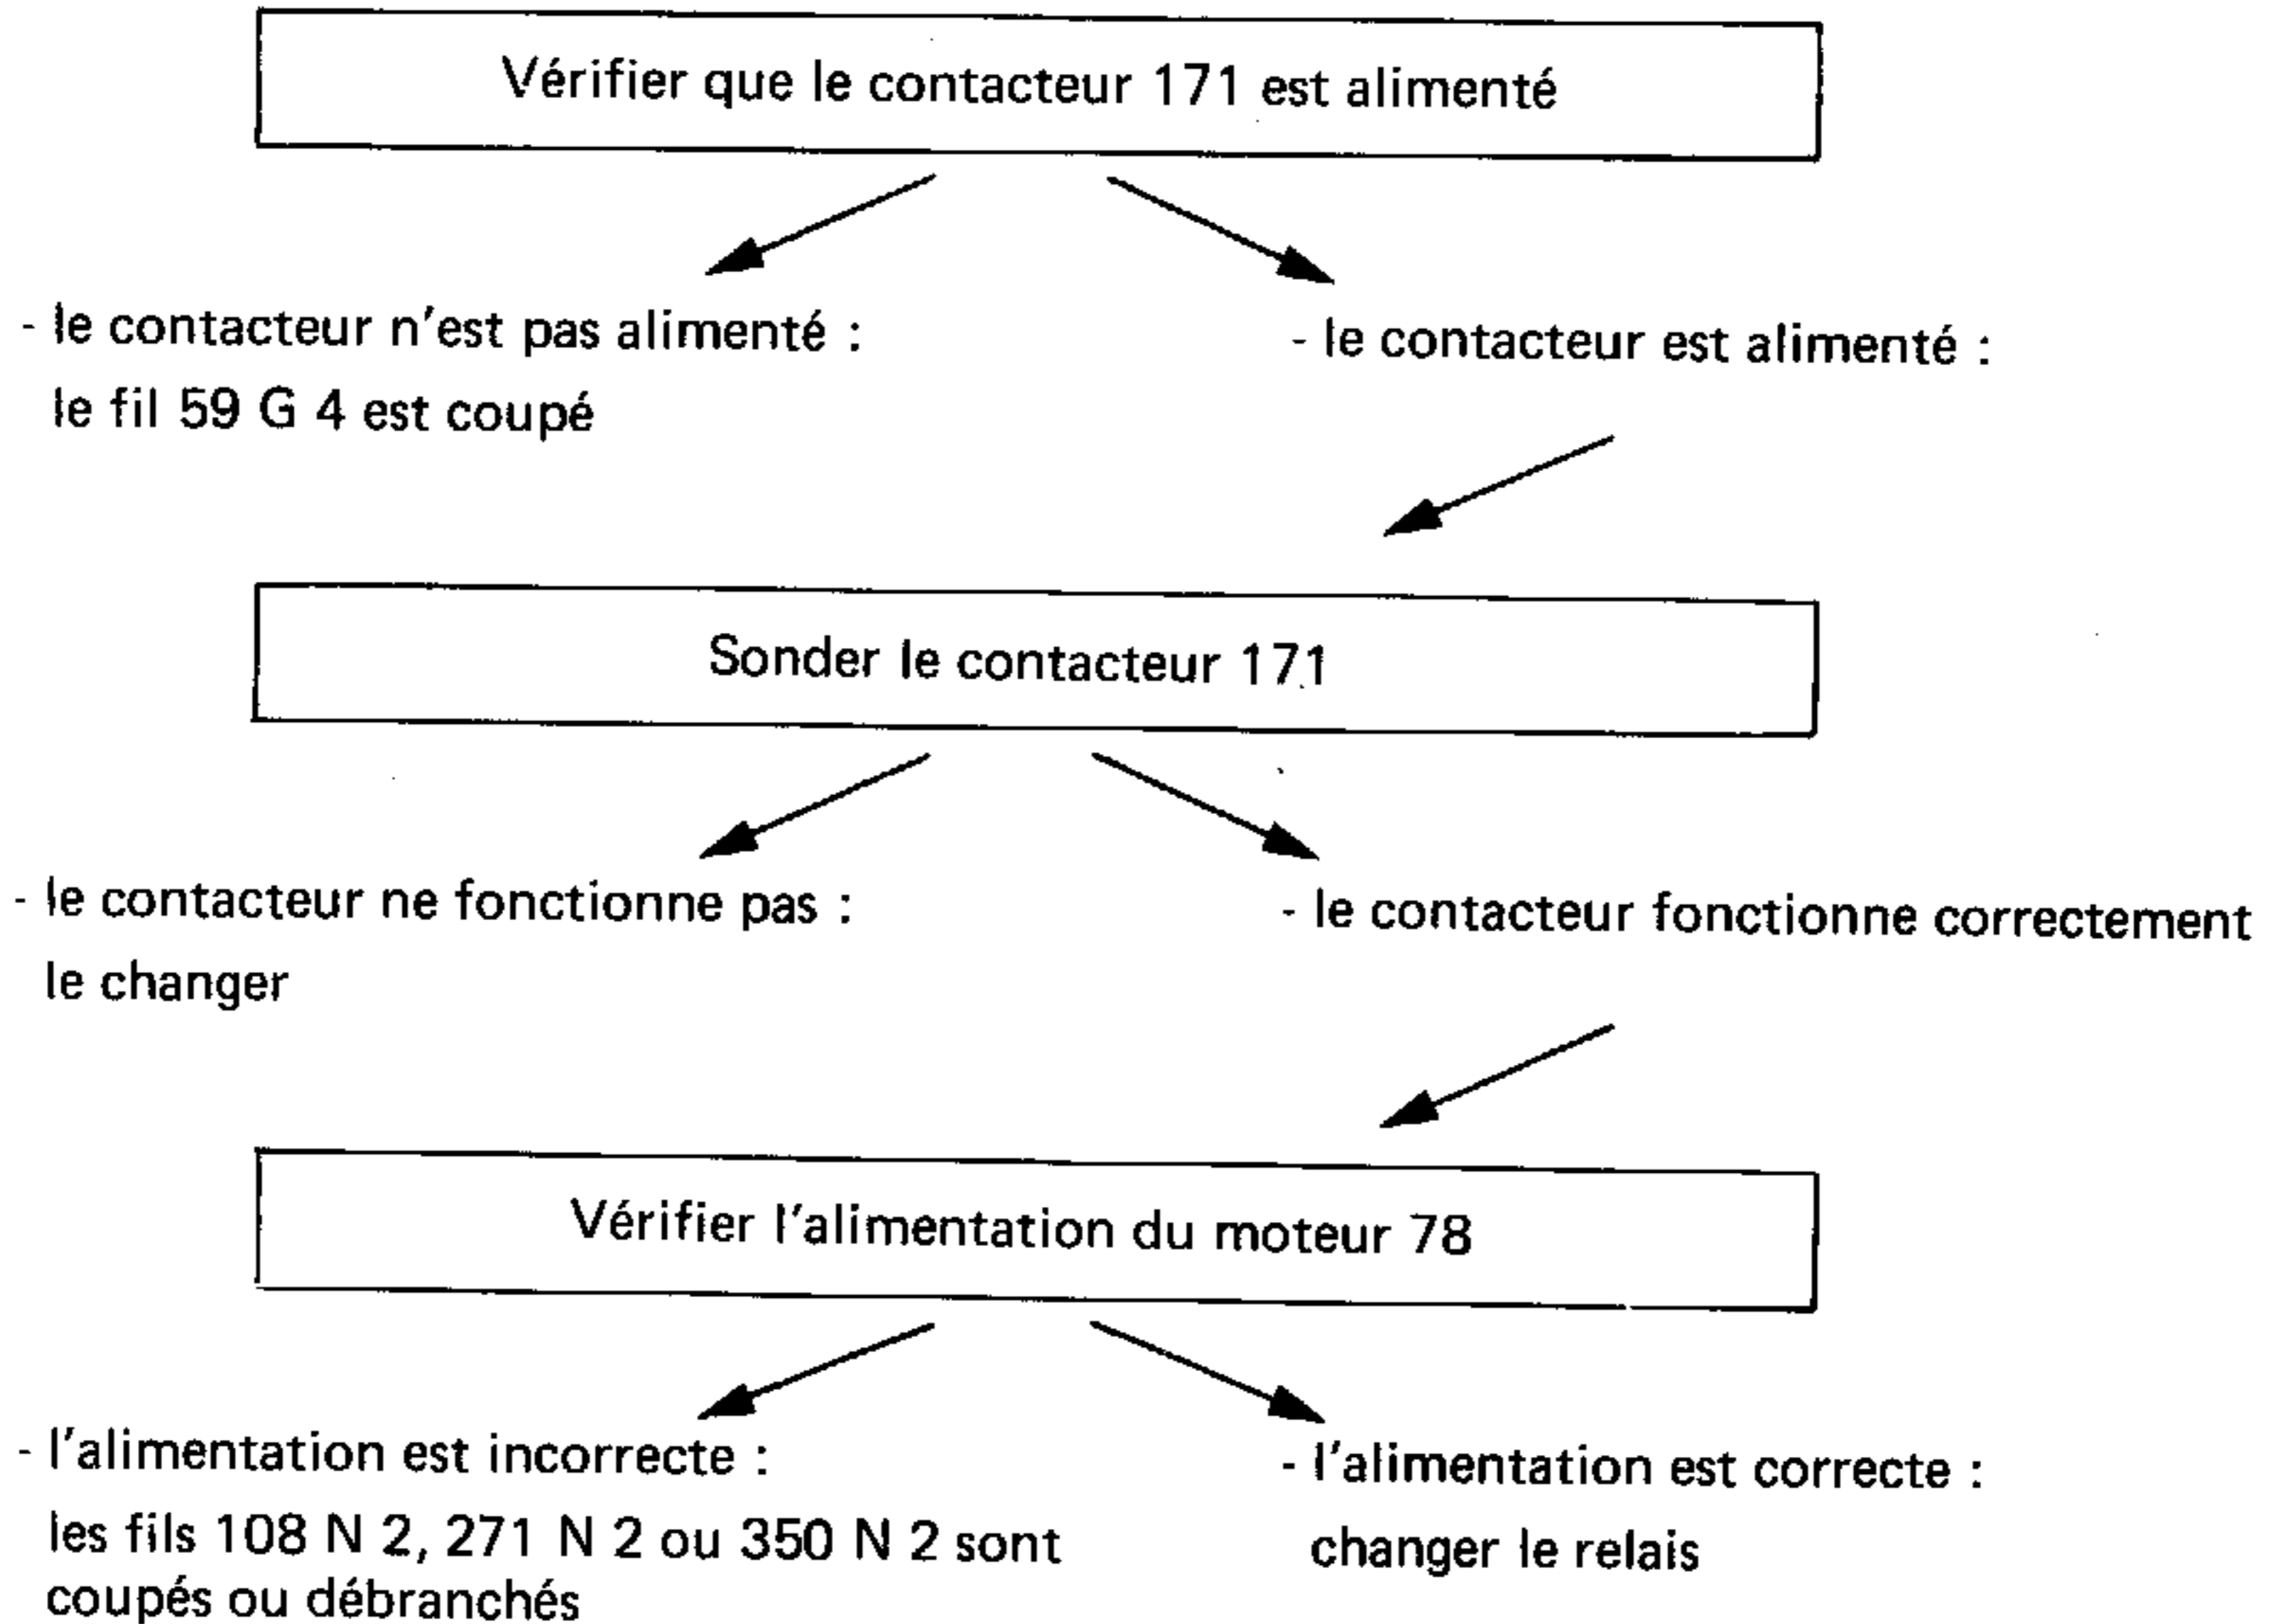 Vérifier que le contacteur 171 est alimenté
- le contacteur n'est pas alimenté :
le fil 59 G 4 est coupé
- le contacteur est alimenté :
Sonder le contacteur 171
- le contacteur ne fonctionne pas :
le changer
- le contacteur fonctionne correctement
Vérifier l'alimentation du moteur 78
- l'alimentation est incorrecte :
les fils 108 N 2, 271 N 2 ou 350 N 2 sont
coupés ou débranchés
- l'alimentation est correcte :
changer le relais